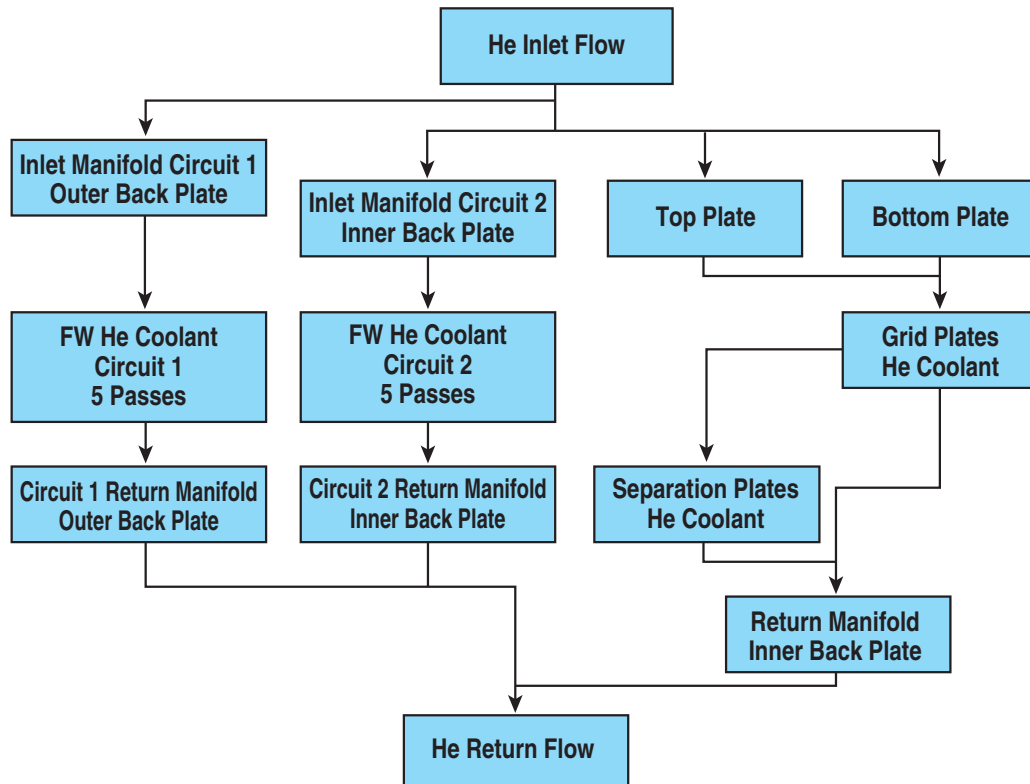 He Inlet Flow
Inlet Manifold Circuit 1
Outer Back Plate
Inlet Manifold Circuit 2
Inner Back Plate
Top Plate
Bottom Plate
FW He Coolant
Circuit 1
5 Passes
FW He Coolant
Circuit 2
5 Passes
Grid Plates
He Coolant
Circuit 1 Return Manifold
Outer Back Plate
Circuit 2 Return Manifold
Inner Back Plate
Separation Plates
He Coolant
Return Manifold
Inner Back Plate
He Return Flow